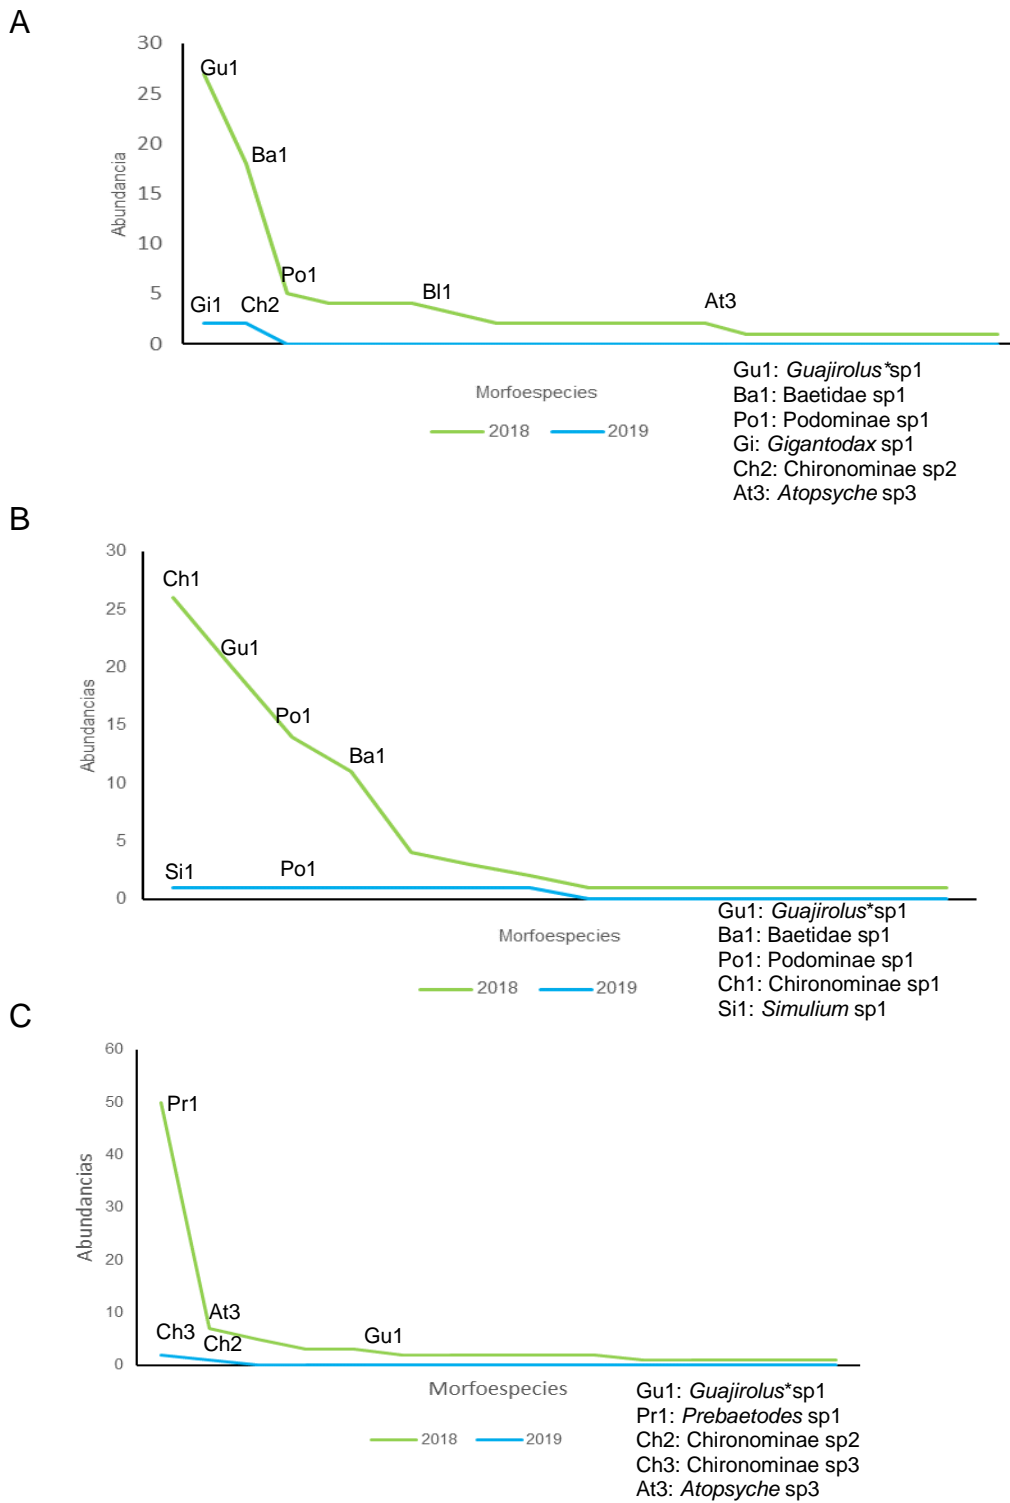 A
30
Gu1
25
20
Ba1
15
10
Po1
5
Bl1
At3
Gi1 Ch2
0
Abundancia
Morfoespecies
2018 2019
Gu1: Guajirolus*sp1
Ba1: Baetidae sp1
Po1: Podominae sp1
Gi: Gigantodax sp1
Ch2: Chironominae sp2
At3: Atopsyche sp3
B
30
Ch1
25
Gu1
20
Po1
15
Ba1
10
5
Si1 Po1
0
Abundancias
Morfoespecies
2018 2019
Gu1: Guajirolus*sp1
Ba1: Baetidae sp1
Po1: Podominae sp1
Ch1: Chironominae sp1
Si1: Simulium sp1
C
60
50
Pr1
40
30
20
10
At3
Ch3 Ch2 Gu1
0
Abundancias
Morfoespecies
2018 2019
Gu1: Guajirolus*sp1
Pr1: Prebaetodes sp1
Ch2: Chironominae sp2
Ch3: Chironominae sp3
At3: Atopsyche sp3